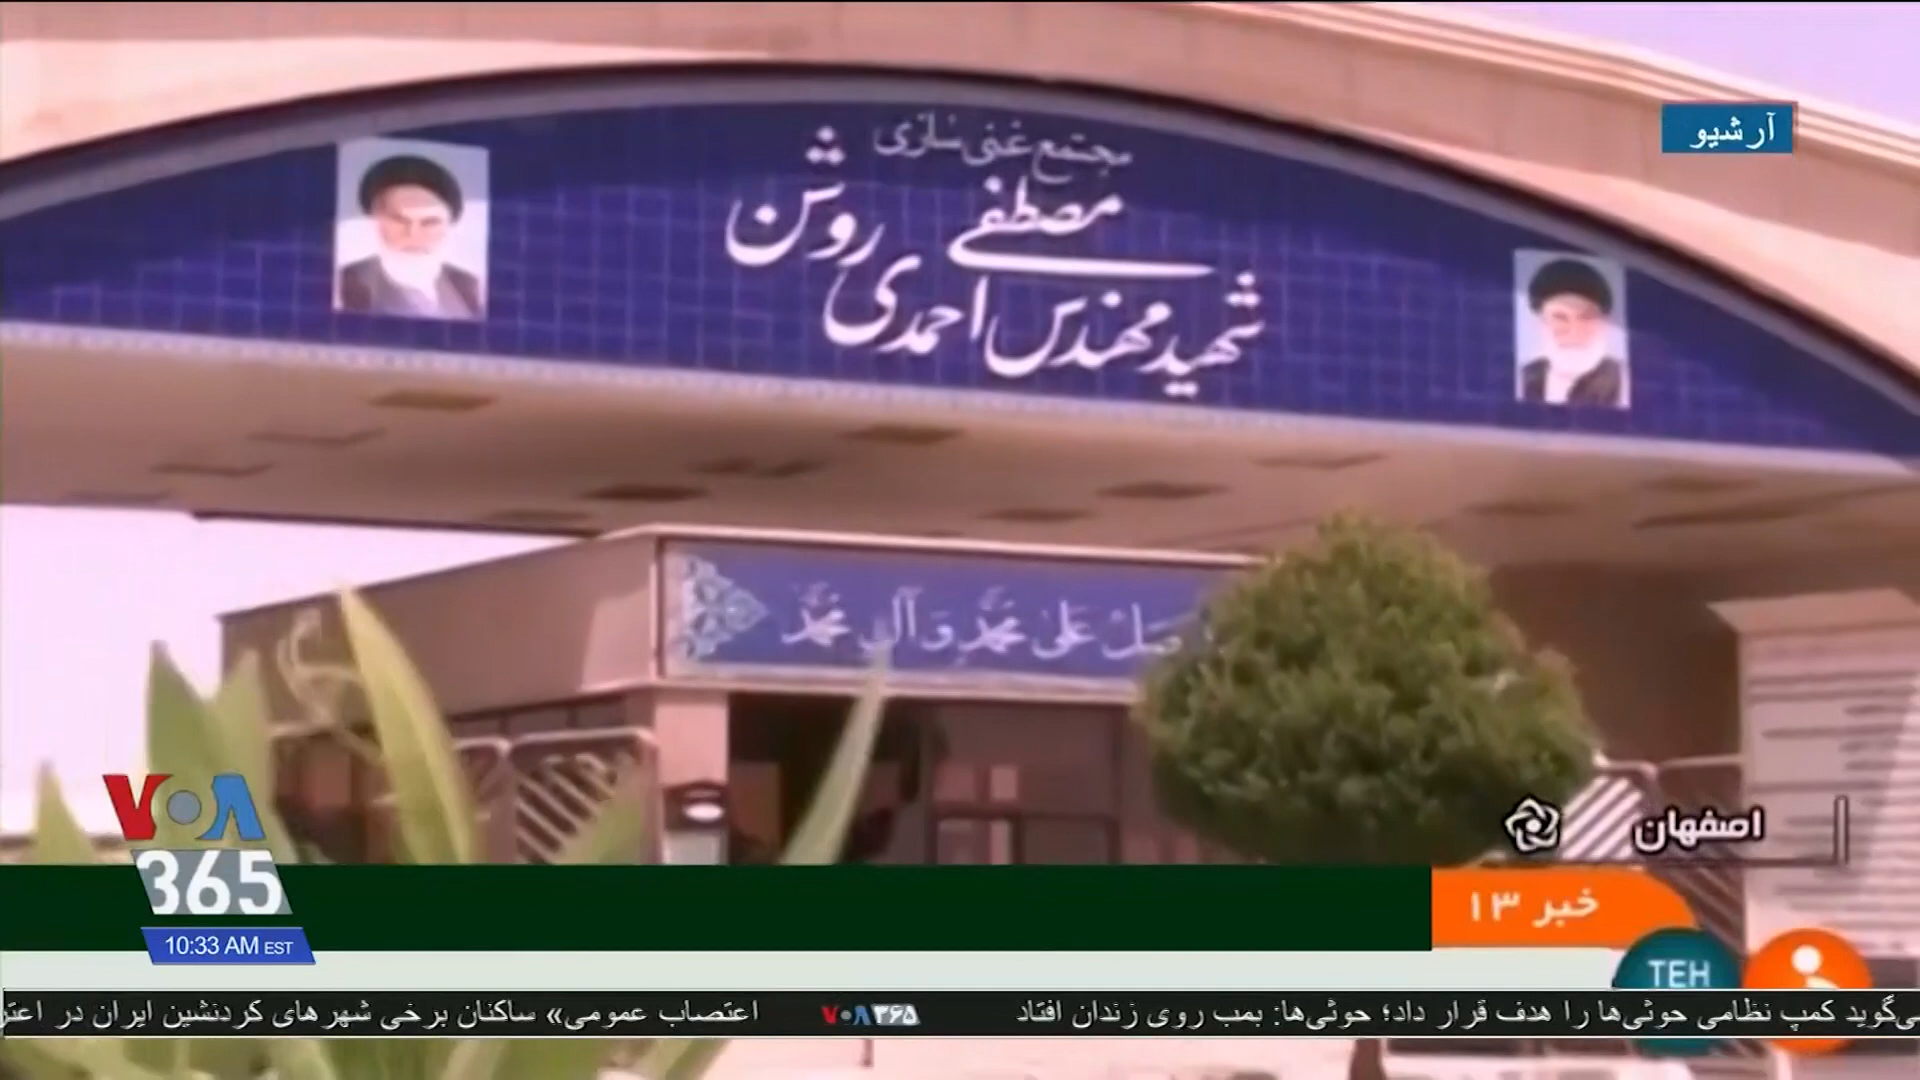 آرشیو
مجتمع غنی سازی
شهید مهندس مصطفی احمدی روشن
صل علی محمد و آل محمد
اصفهان
VOA
365
10:33 AM EST
خبر ۱۳
TEH
ی‌گوید کمپ نظامی حوثی‌ها را هدف قرار داد؛ حوثی‌ها: بمب روی زندان افتاد VOA۳۶۵ اعتصاب عمومی» ساکنان برخی شهرهای کردنشین ایران در